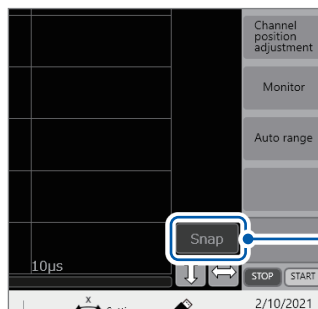 Channel
position
adjustment
Monitor
Auto range
Snap
10µs
STOP START
X
2/10/2021